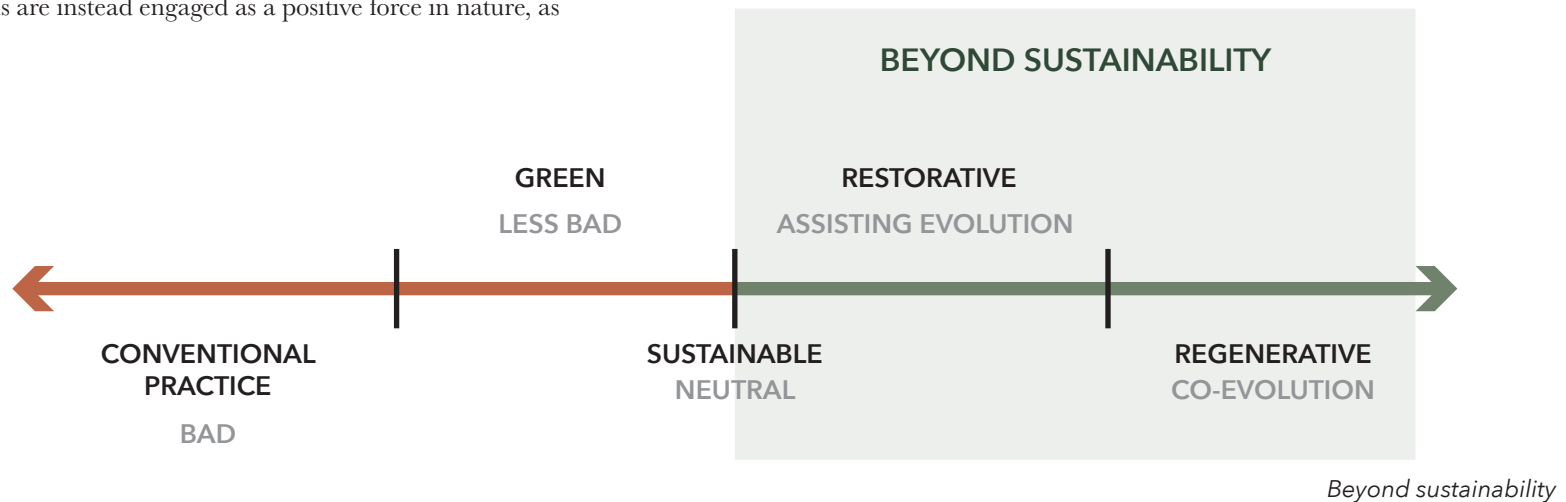 s are instead engaged as a positive force in nature, as
BEYOND SUSTAINABILITY
GREEN
LESS BAD
RESTORATIVE
ASSISTING EVOLUTION
CONVENTIONAL
PRACTICE
BAD
SUSTAINABLE
NEUTRAL
REGENERATIVE
CO-EVOLUTION
Beyond sustainability